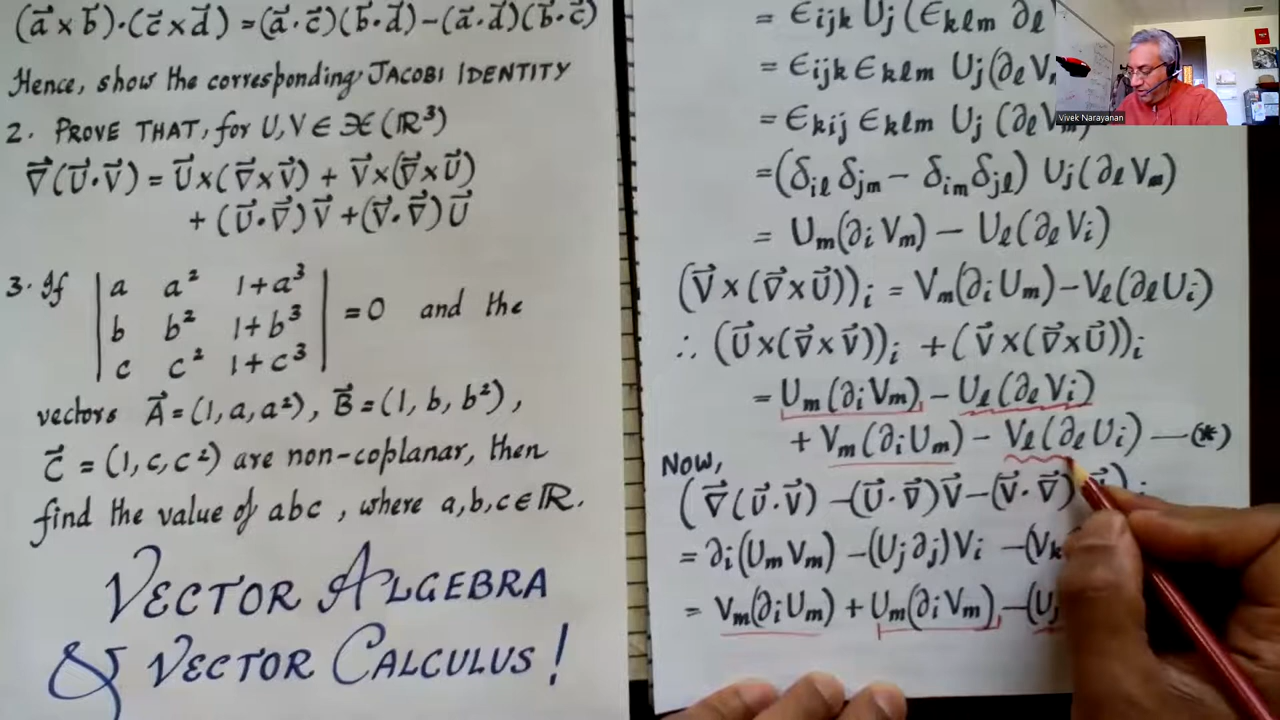 (a⃗ × b⃗)·(c⃗ × d⃗) = (a⃗·c⃗)(b⃗·d⃗) − (a⃗·d⃗)(b⃗·c⃗)
Hence, show the corresponding JACOBI IDENTITY
2. PROVE THAT, for U, V ∈ 𝔛(ℝ³)
∇⃗(U⃗·V⃗) = U⃗×(∇⃗×V⃗) + V⃗×(∇⃗×U⃗)
+ (U⃗·∇⃗)V⃗ + (V⃗·∇⃗)U⃗
3. If | a a² 1+a³ |
| b b² 1+b³ | = 0 and the
| c c² 1+c³ |
vectors A⃗ = (1, a, a²), B⃗ = (1, b, b²),
C⃗ = (1, c, c²) are non-coplanar, then
find the value of abc, where a, b, c ∈ ℝ.
VECTOR ALGEBRA
& VECTOR CALCULUS!
= ϵijk Uj (ϵklm ∂l
= ϵijk ϵklm Uj(∂l V
= ϵkij ϵklm Uj (∂l V
= (δil δjm − δim δjl) Uj(∂l Vm)
= Um(∂i Vm) − Ul(∂l Vi)
(V⃗×(∇⃗×U⃗))i = Vm(∂i Um) − Vl(∂l Ui)
∴ (U⃗×(∇⃗×V⃗))i + (V⃗×(∇⃗×U⃗))i
= Um(∂i Vm) − Ul(∂l Vi)
+ Vm(∂i Um) − Vl(∂l Ui) — (*)
Now,
(∇⃗(U⃗·V⃗) − (U⃗·∇⃗)V⃗ − (V⃗·∇⃗)
= ∂i(Um Vm) − (Uj ∂j)Vi − (Vk
= Vm(∂i Um) + Um(∂i Vm) − (Uj
Vivek Narayanan